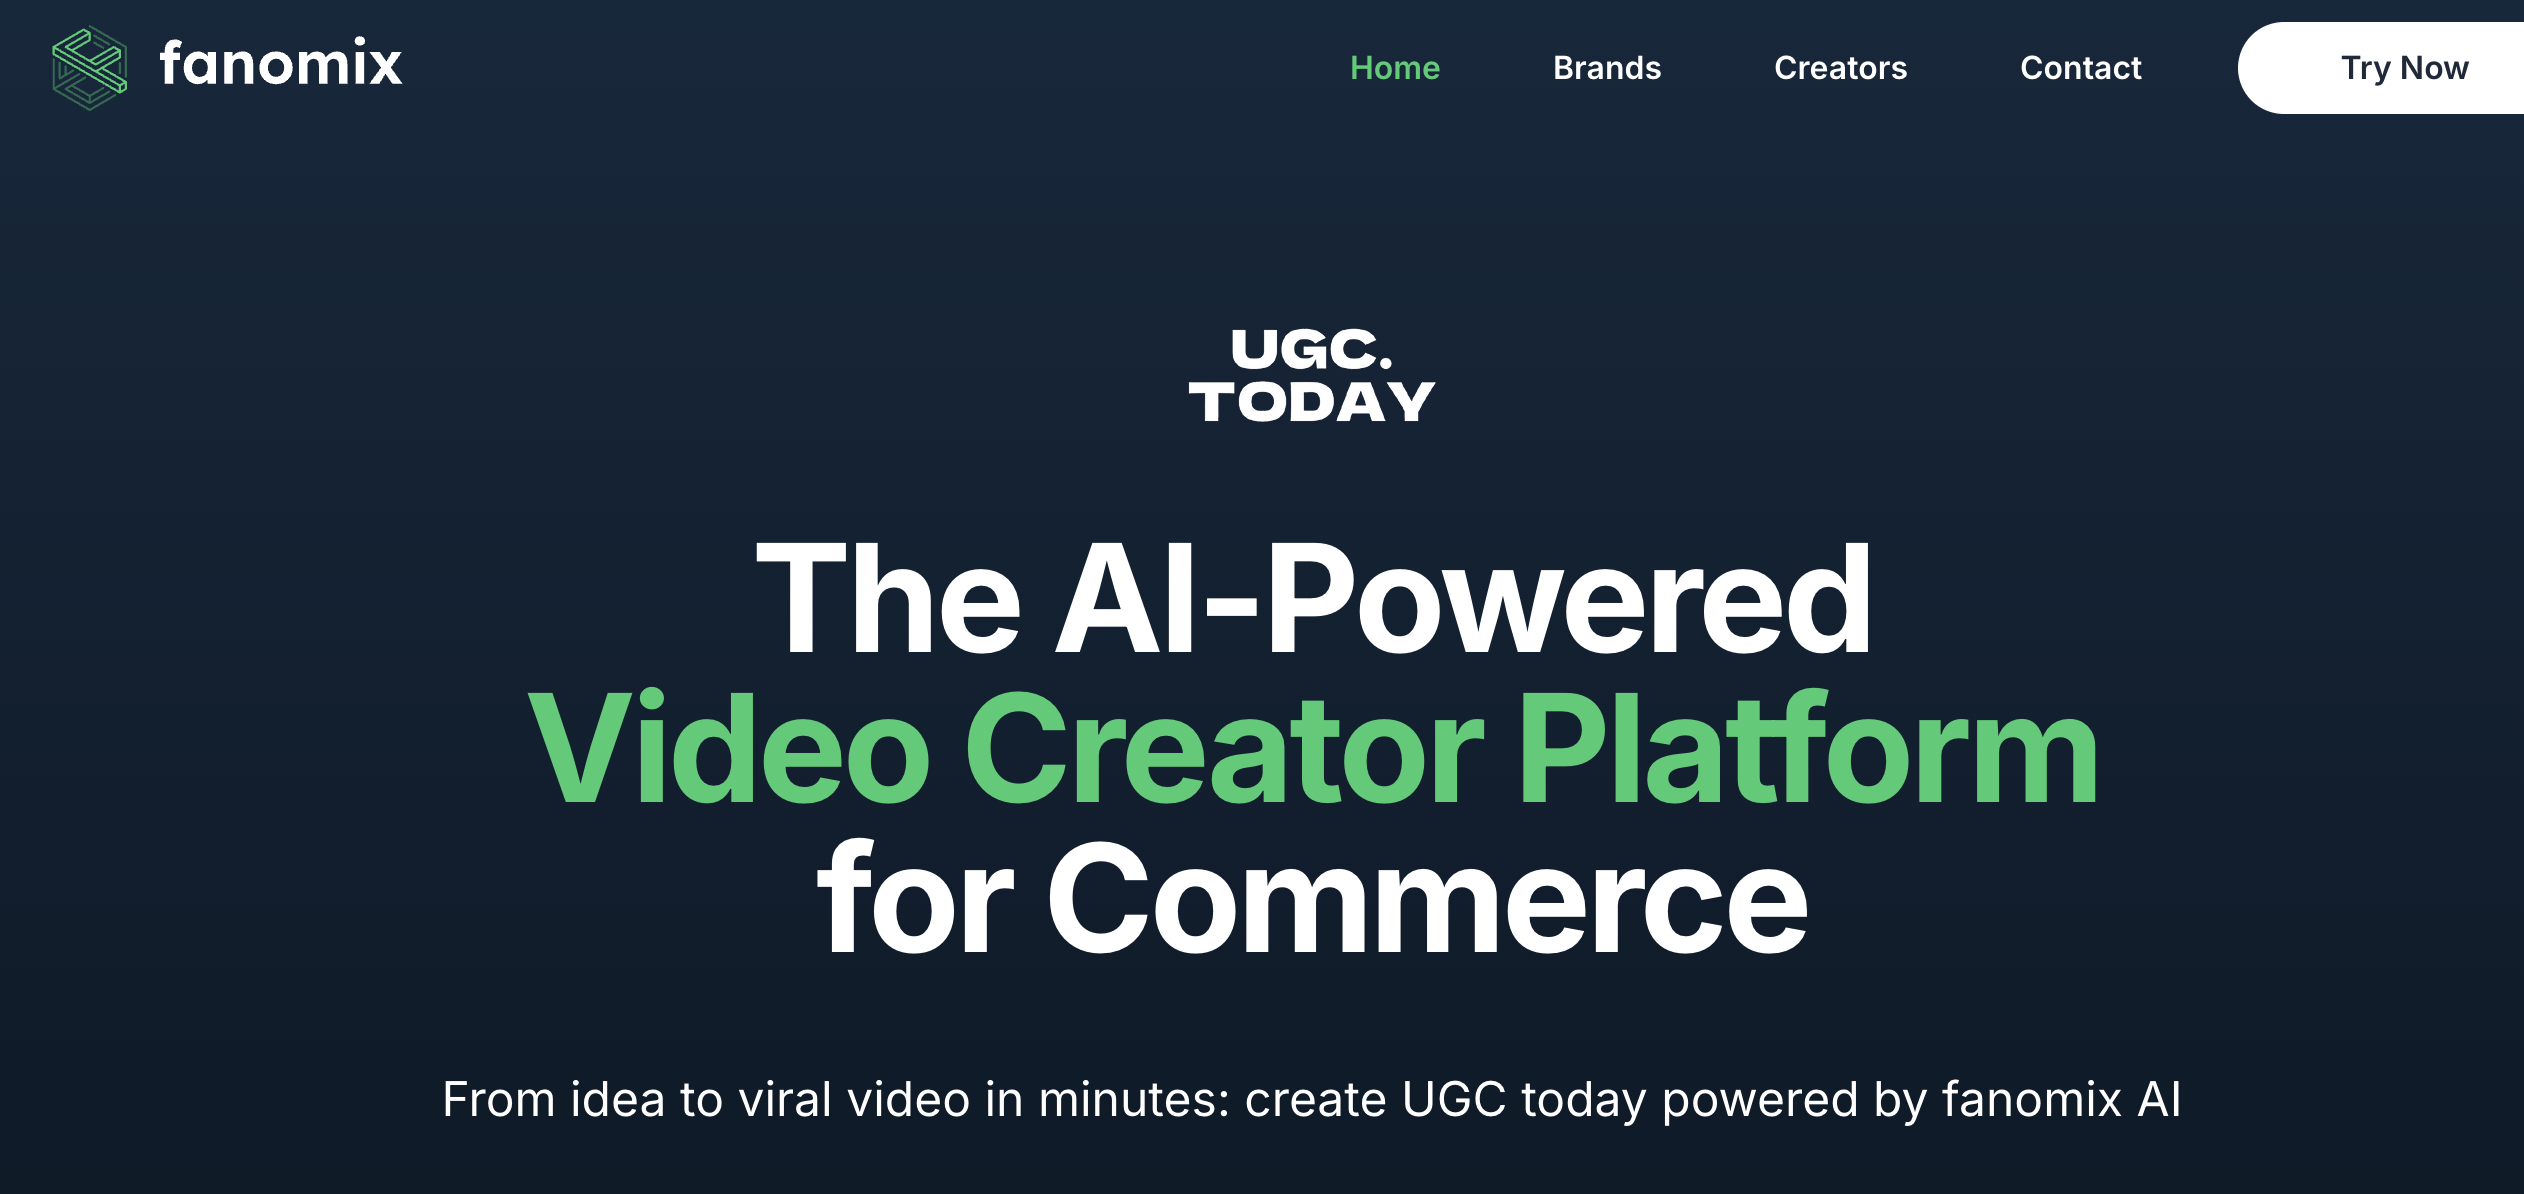 fanomix
Home Brands Creators Contact Try Now
UGC.
TODAY
The AI-Powered
Video Creator Platform
for Commerce
From idea to viral video in minutes: create UGC today powered by fanomix AI